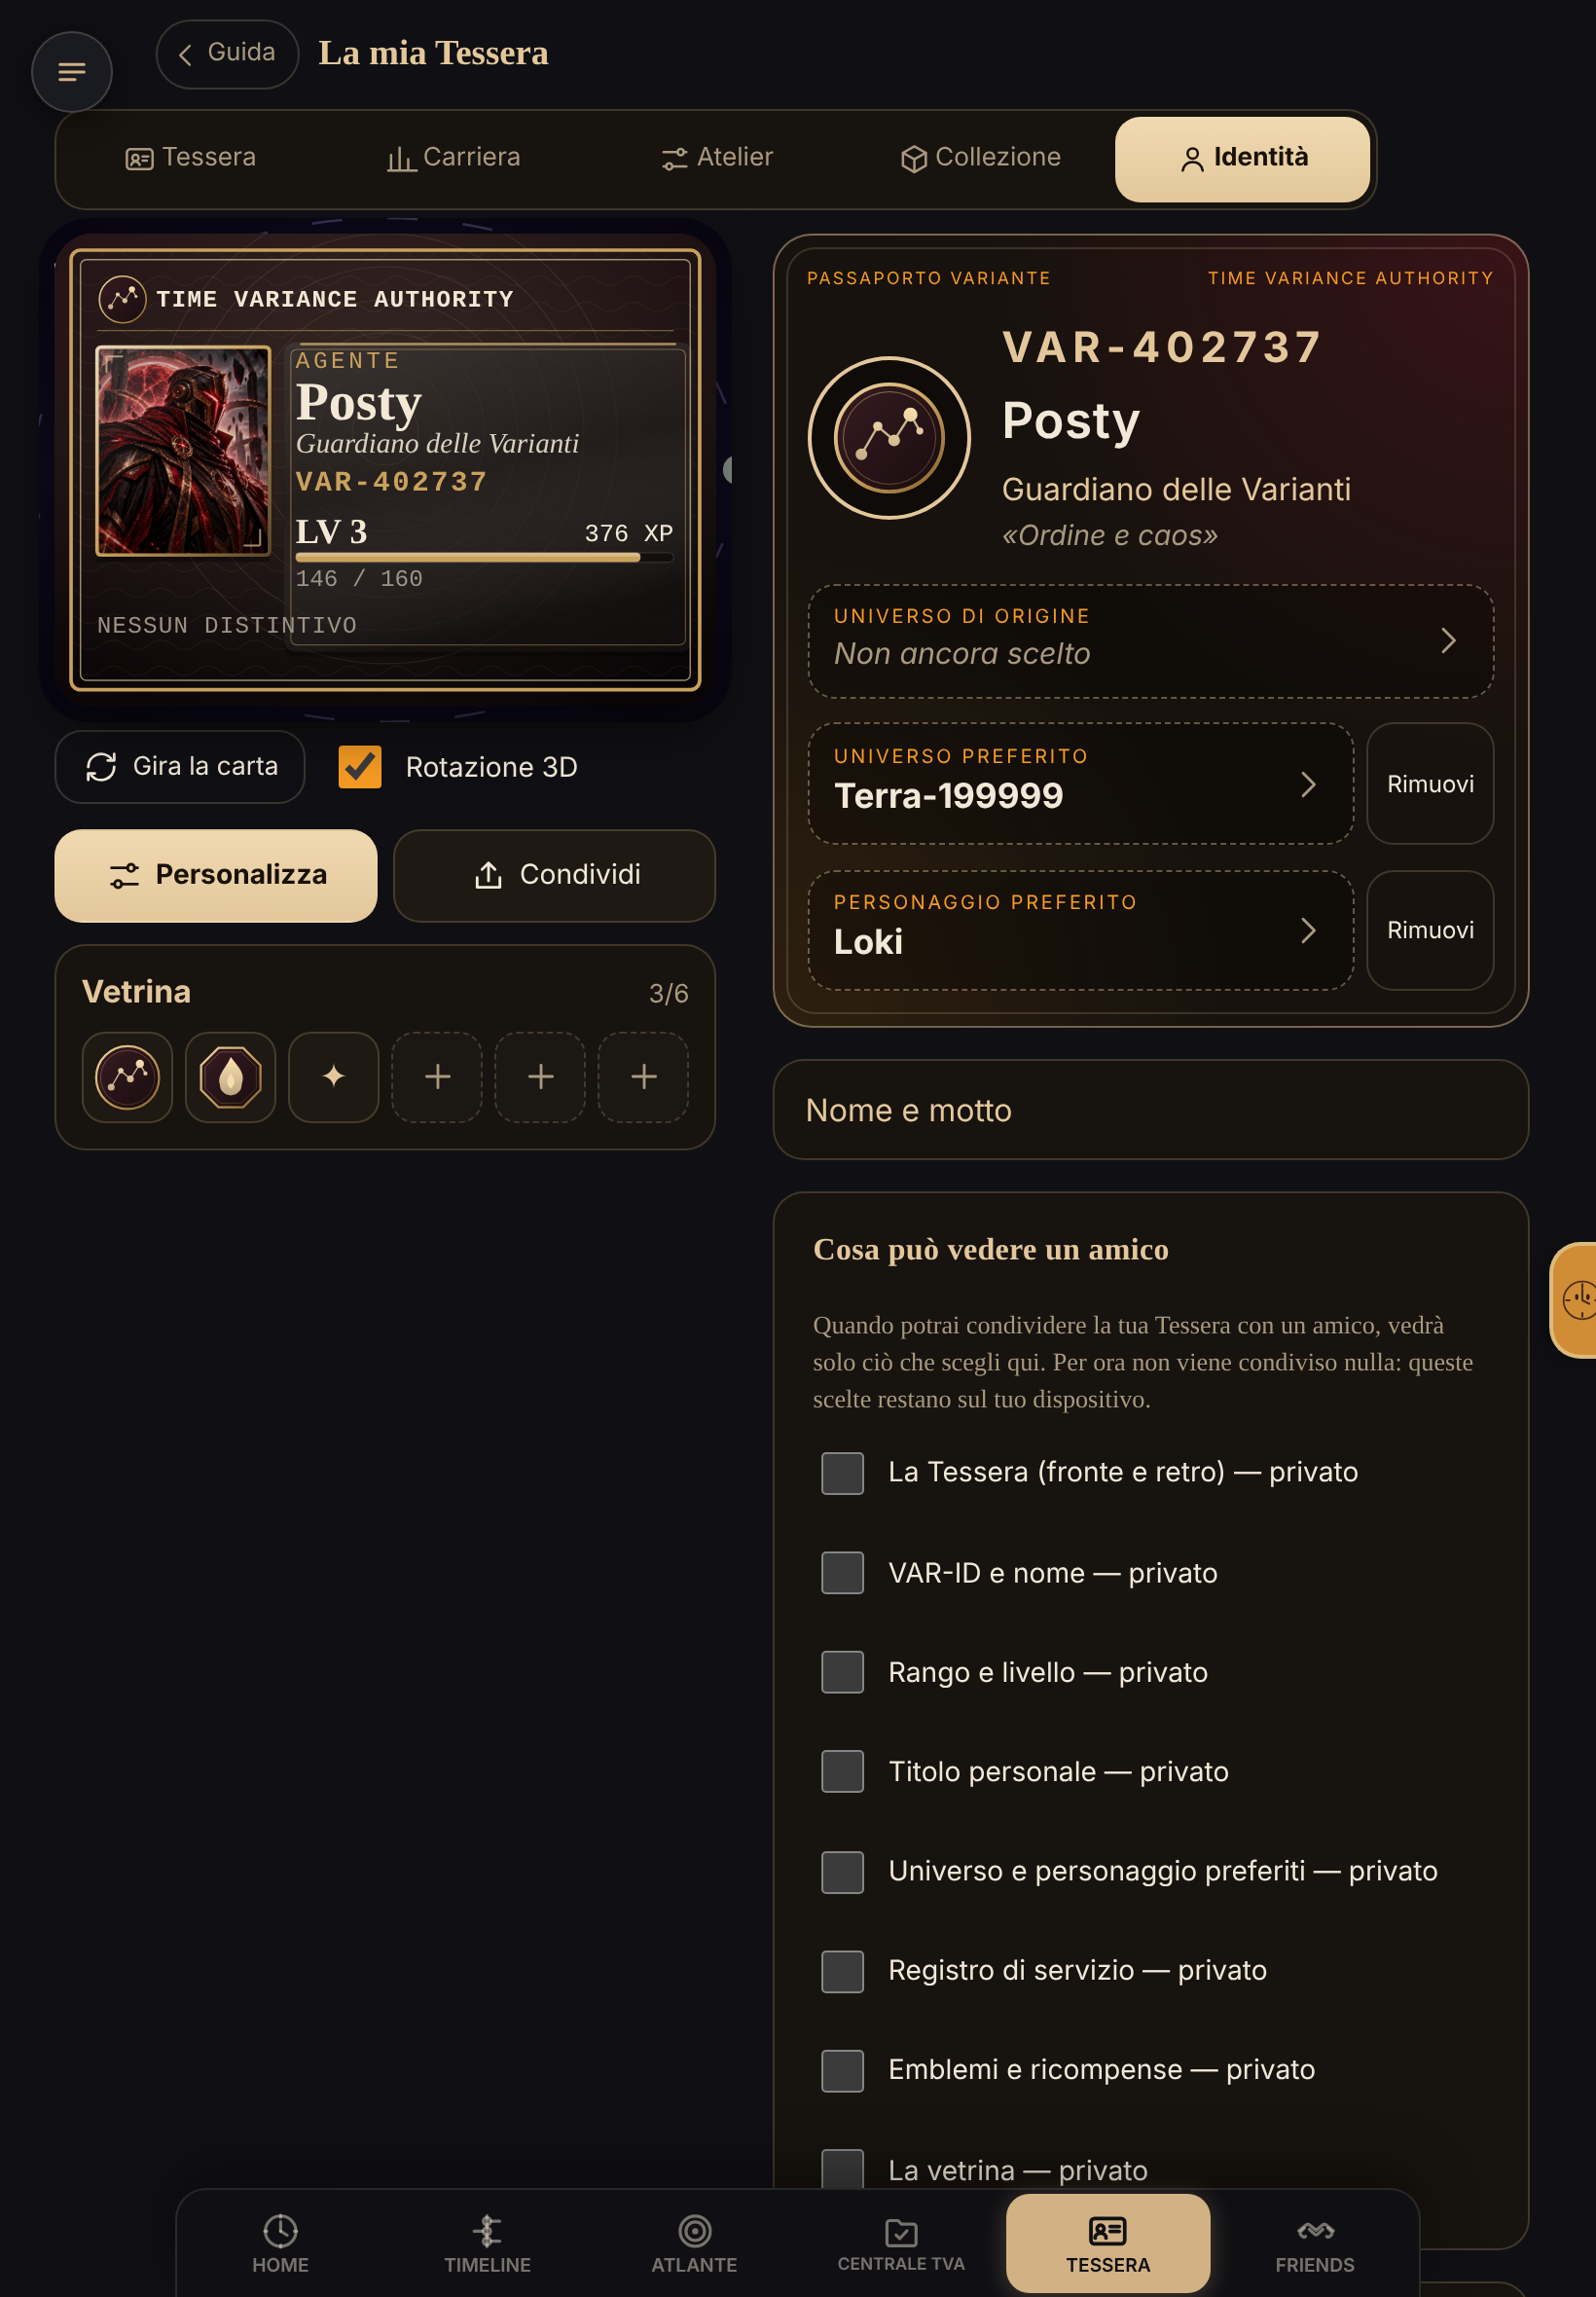 Guida
La mia Tessera
Tessera
Carriera
Atelier
Collezione
Identità
TIME VARIANCE AUTHORITY
AGENTE
Posty
Guardiano delle Varianti
VAR-402737
LV 3
376 XP
146 / 160
NESSUN DISTINTIVO
Gira la carta
Rotazione 3D
Personalizza
Condividi
Vetrina
3/6
PASSAPORTO VARIANTE
TIME VARIANCE AUTHORITY
VAR-402737
Posty
Guardiano delle Varianti
«Ordine e caos»
UNIVERSO DI ORIGINE
Non ancora scelto
UNIVERSO PREFERITO
Terra-199999
Rimuovi
PERSONAGGIO PREFERITO
Loki
Rimuovi
Nome e motto
Cosa può vedere un amico
Quando potrai condividere la tua Tessera con un amico, vedrà
solo ciò che scegli qui. Per ora non viene condiviso nulla: queste
scelte restano sul tuo dispositivo.
La Tessera (fronte e retro) — privato
VAR-ID e nome — privato
Rango e livello — privato
Titolo personale — privato
Universo e personaggio preferiti — privato
Registro di servizio — privato
Emblemi e ricompense — privato
La vetrina — privato
HOME
TIMELINE
ATLANTE
CENTRALE TVA
TESSERA
FRIENDS